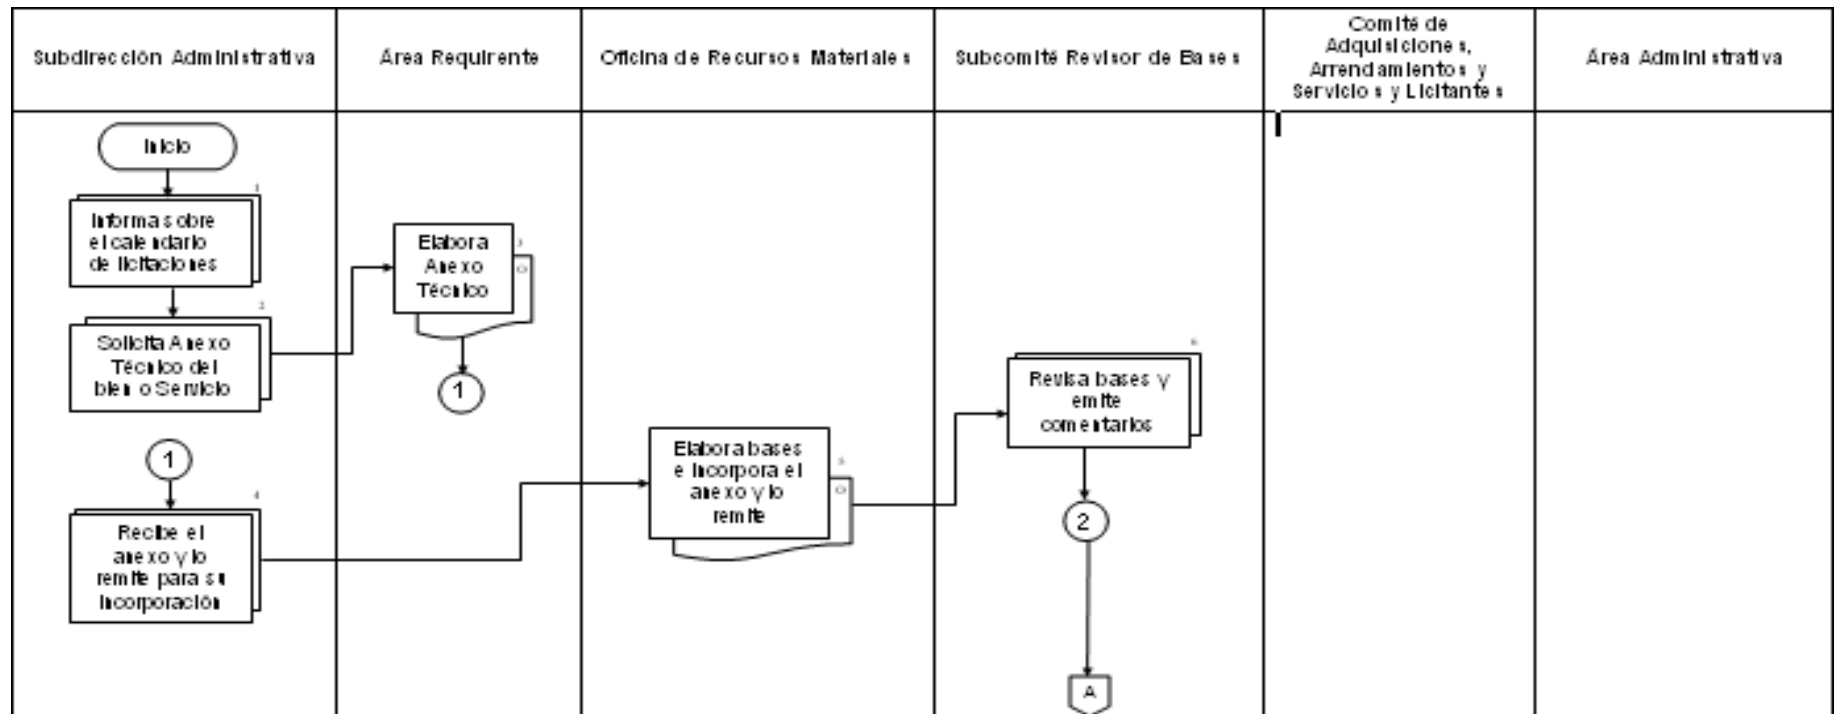 Subdirección Administrativa
Área Requirente
Oficina de Recursos Materiales
Subcomité Revisor de Bases
Comité de
Adquisiciones,
Arrendamientos y
Servicios y Licitantes
Área Administrativa
Inicio
1
Informa sobre
el calendario
de licitaciones
2
Solicita Anexo
Técnico del
bien o Servicio
1
4
Recibe el
anexo y lo
remite para su
incorporación
Elabora
Anexo
Técnico
3
O
1
Elabora bases
e incorpora el
anexo y lo
remite
5
O
6
Revisa bases y
emite
comentarios
2
A